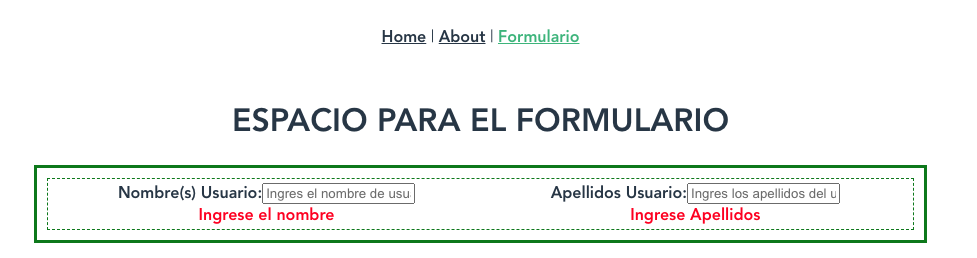 Home | About | Formulario
ESPACIO PARA EL FORMULARIO
Nombre(s) Usuario: Ingres el nombre de usu
Ingrese el nombre
Apellidos Usuario: Ingres los apellidos del u
Ingrese Apellidos